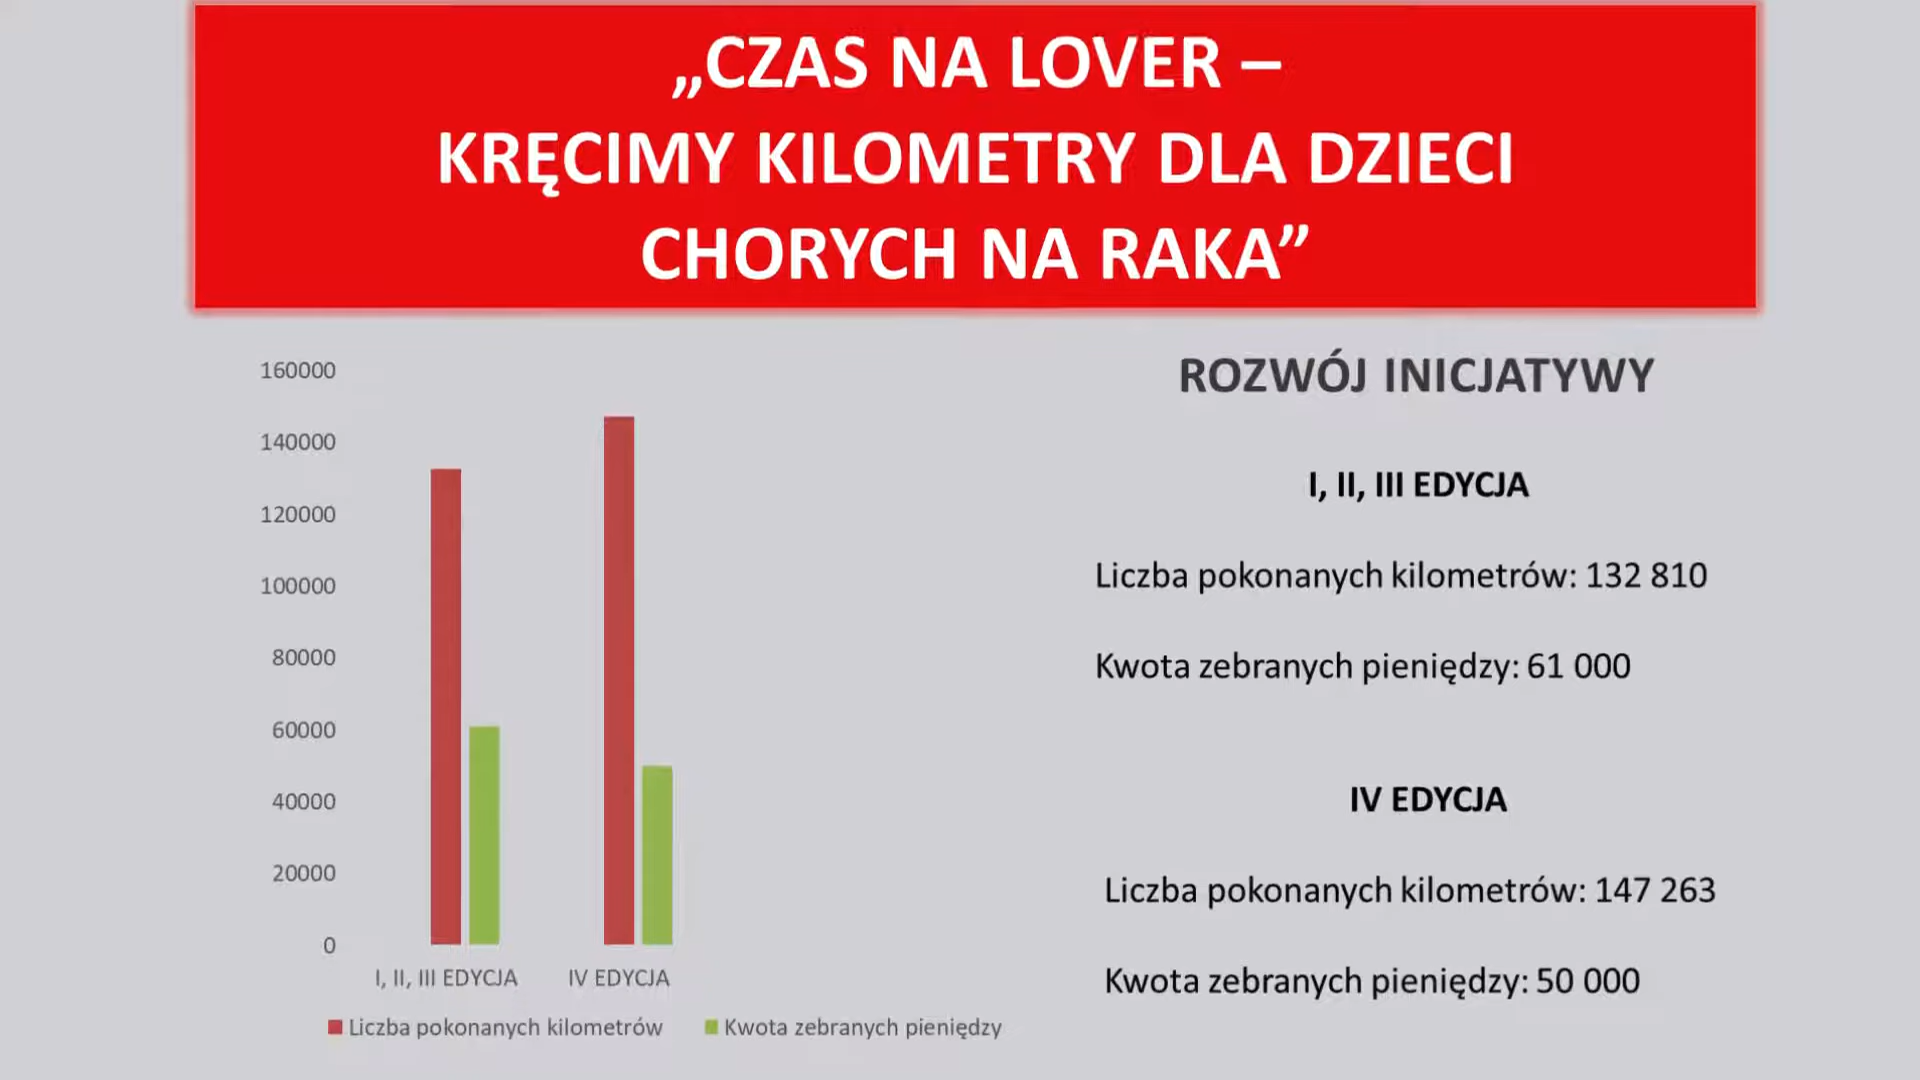 „CZAS NA LOVER –
KRĘCIMY KILOMETRY DLA DZIECI
CHORYCH NA RAKA”
160000
140000
120000
100000
80000
60000
40000
20000
0
I, II, III EDYCJA
IV EDYCJA
Liczba pokonanych kilometrów
Kwota zebranych pieniędzy
ROZWÓJ INICJATYWY
I, II, III EDYCJA
Liczba pokonanych kilometrów: 132 810
Kwota zebranych pieniędzy: 61 000
IV EDYCJA
Liczba pokonanych kilometrów: 147 263
Kwota zebranych pieniędzy: 50 000